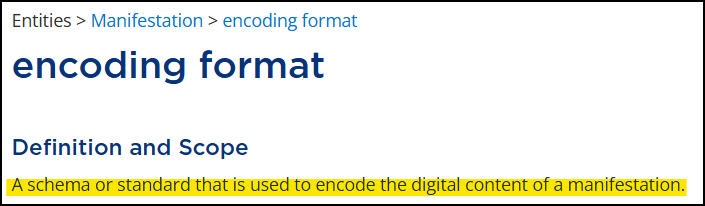 Entities > Manifestation > encoding format
encoding format
Definition and Scope
A schema or standard that is used to encode the digital content of a manifestation.